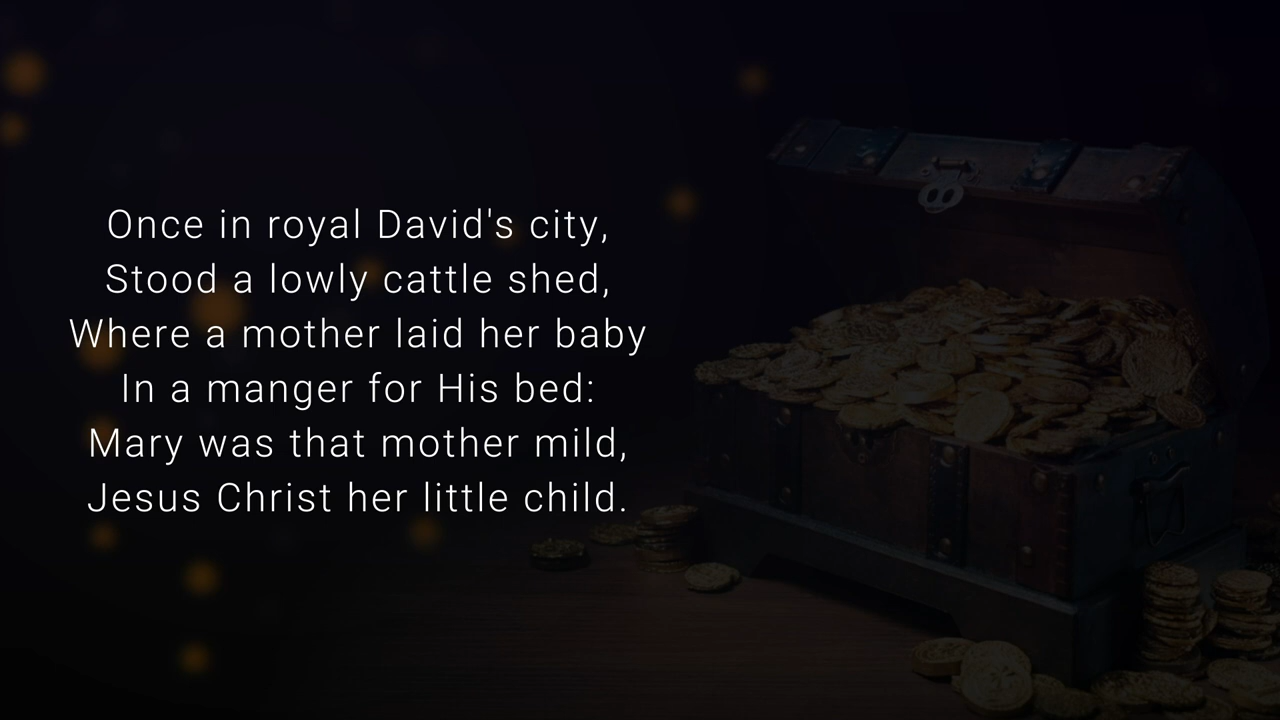 Once in royal David's city,
Stood a lowly cattle shed,
Where a mother laid her baby
In a manger for His bed:
Mary was that mother mild,
Jesus Christ her little child.